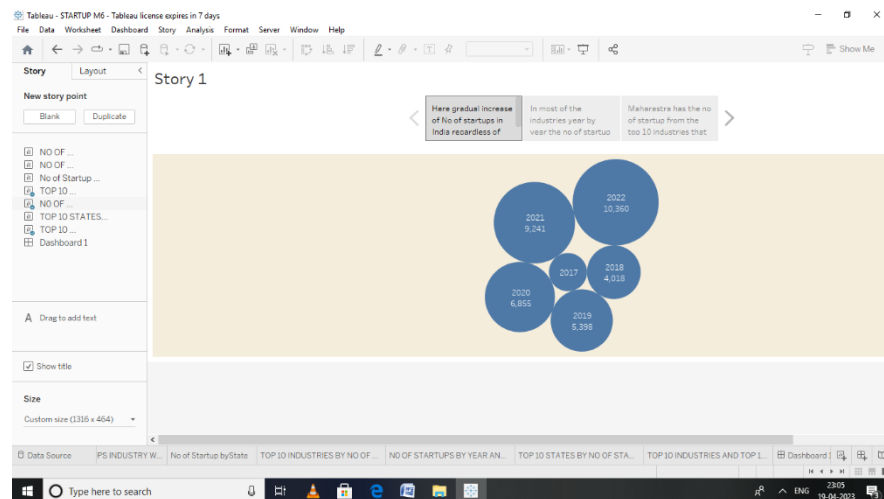 Tableau - STARTUP M6 - Tableau license expires in 7 days
File Data Worksheet Dashboard Story Analysis Format Server Window Help
Show Me
Story Layout
New story point
Blank Duplicate
NO OF ...
NO OF ...
No of Startup ...
TOP 10 ...
NO OF ...
TOP 10 STATES...
TOP 10 ...
Dashboard 1
A Drag to add text
Show title
Size
Custom size (1316 x 464)
Story 1
Here gradual increase
of No of startups in
India regardless of
In most of the
industries year by
year the no of startup
Maharastra has the no
of startup from the
top 10 industries that
2022
10,360
2021
9,241
2017
2018
4,018
2020
6,855
2019
5,398
Data Source PS INDUSTRY W... No of Startup byState TOP 10 INDUSTRIES BY NO OF ... NO OF STARTUPS BY YEAR AN... TOP 10 STATES BY NO OF STA... TOP 10 INDUSTRIES AND TOP 1... Dashboard 1
Type here to search
ENG
23:05
19-04-2023